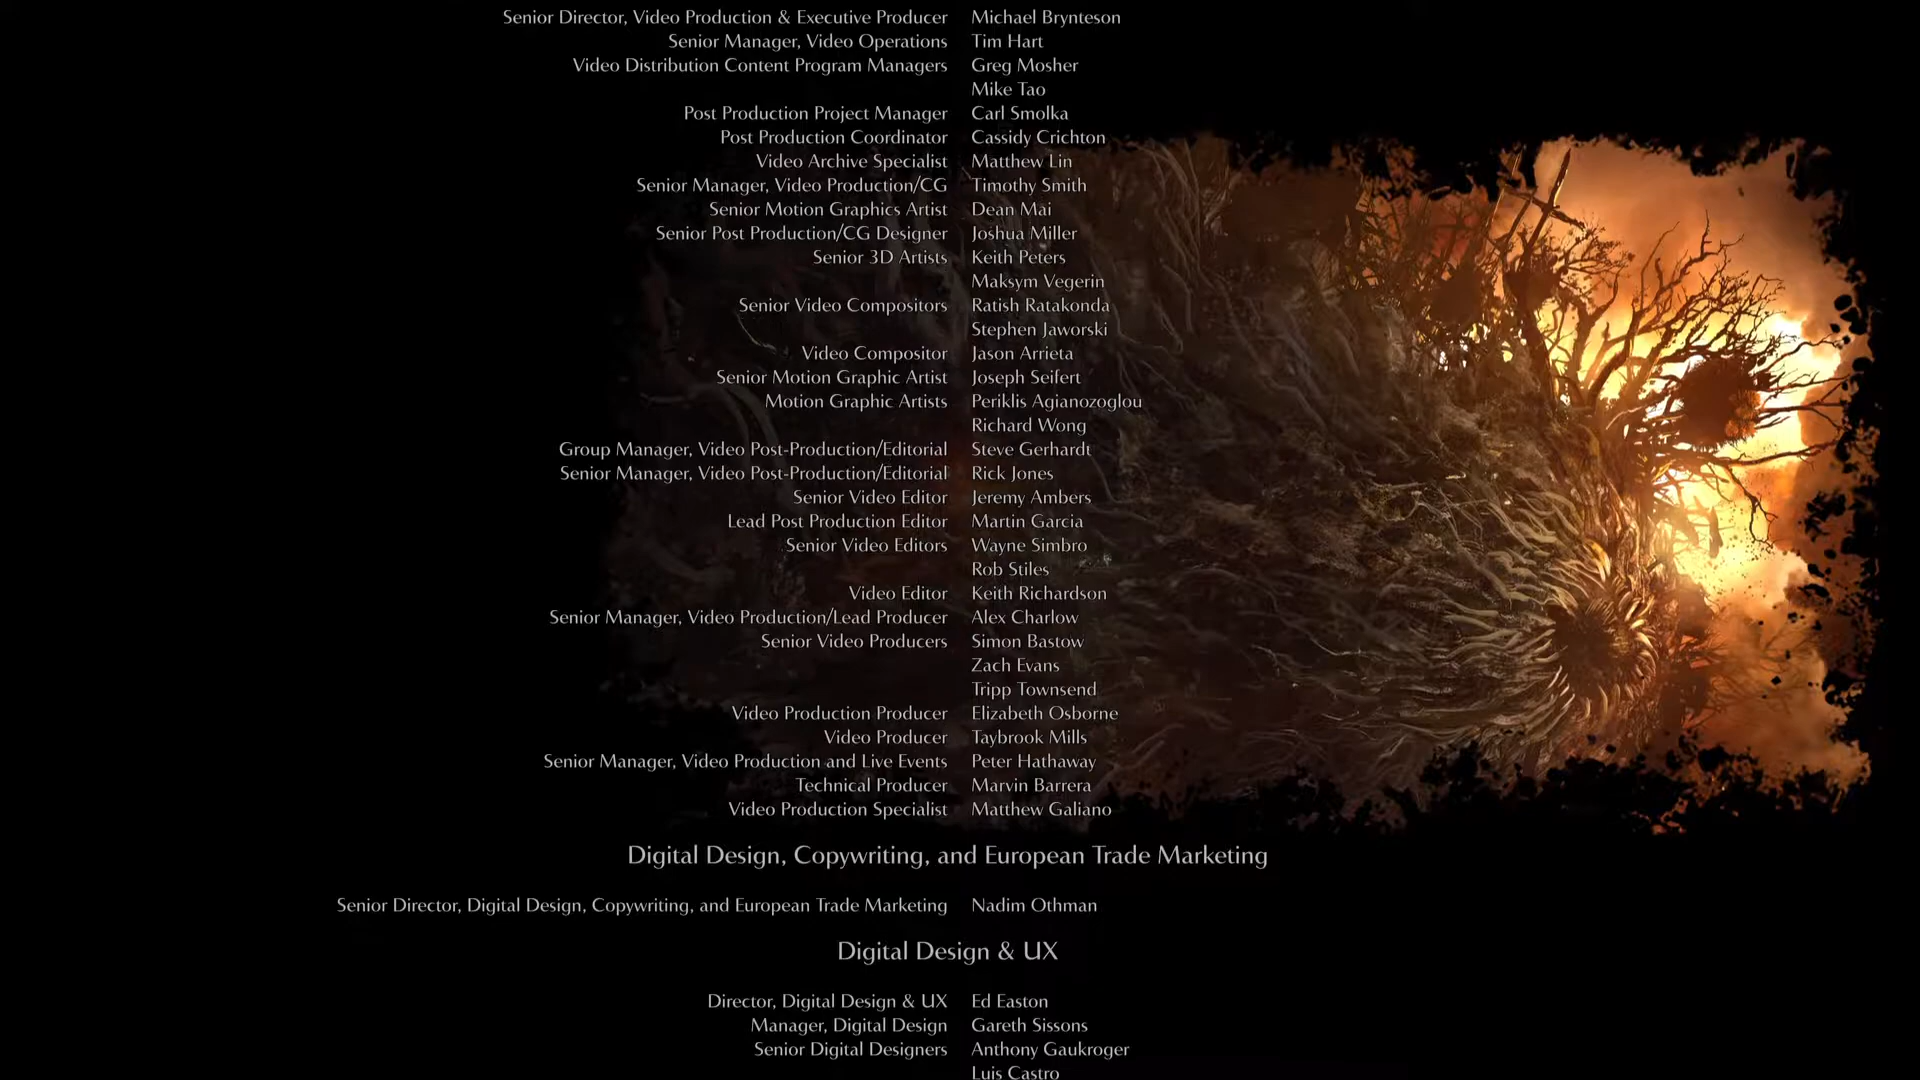 Senior Director, Video Production & Executive Producer Michael Brynteson
Senior Manager, Video Operations Tim Hart
Video Distribution Content Program Managers Greg Mosher
Mike Tao
Post Production Project Manager Carl Smolka
Post Production Coordinator Cassidy Crichton
Video Archive Specialist Matthew Lin
Senior Manager, Video Production/CG Timothy Smith
Senior Motion Graphics Artist Dean Mai
Senior Post Production/CG Designer Joshua Miller
Senior 3D Artists Keith Peters
Maksym Vegerin
Senior Video Compositors Ratish Ratakonda
Stephen Jaworski
Video Compositor Jason Arrieta
Senior Motion Graphic Artist Joseph Seifert
Motion Graphic Artists Periklis Agianozoglou
Richard Wong
Group Manager, Video Post-Production/Editorial Steve Gerhardt
Senior Manager, Video Post-Production/Editorial Rick Jones
Senior Video Editor Jeremy Ambers
Lead Post Production Editor Martin Garcia
Senior Video Editors Wayne Simbro
Rob Stiles
Video Editor Keith Richardson
Senior Manager, Video Production/Lead Producer Alex Charlow
Senior Video Producers Simon Bastow
Zach Evans
Tripp Townsend
Video Production Producer Elizabeth Osborne
Video Producer Taybrook Mills
Senior Manager, Video Production and Live Events Peter Hathaway
Technical Producer Marvin Barrera
Video Production Specialist Matthew Galiano
Digital Design, Copywriting, and European Trade Marketing
Senior Director, Digital Design, Copywriting, and European Trade Marketing Nadim Othman
Digital Design & UX
Director, Digital Design & UX Ed Easton
Manager, Digital Design Gareth Sissons
Senior Digital Designers Anthony Gaukroger
Luis Castro